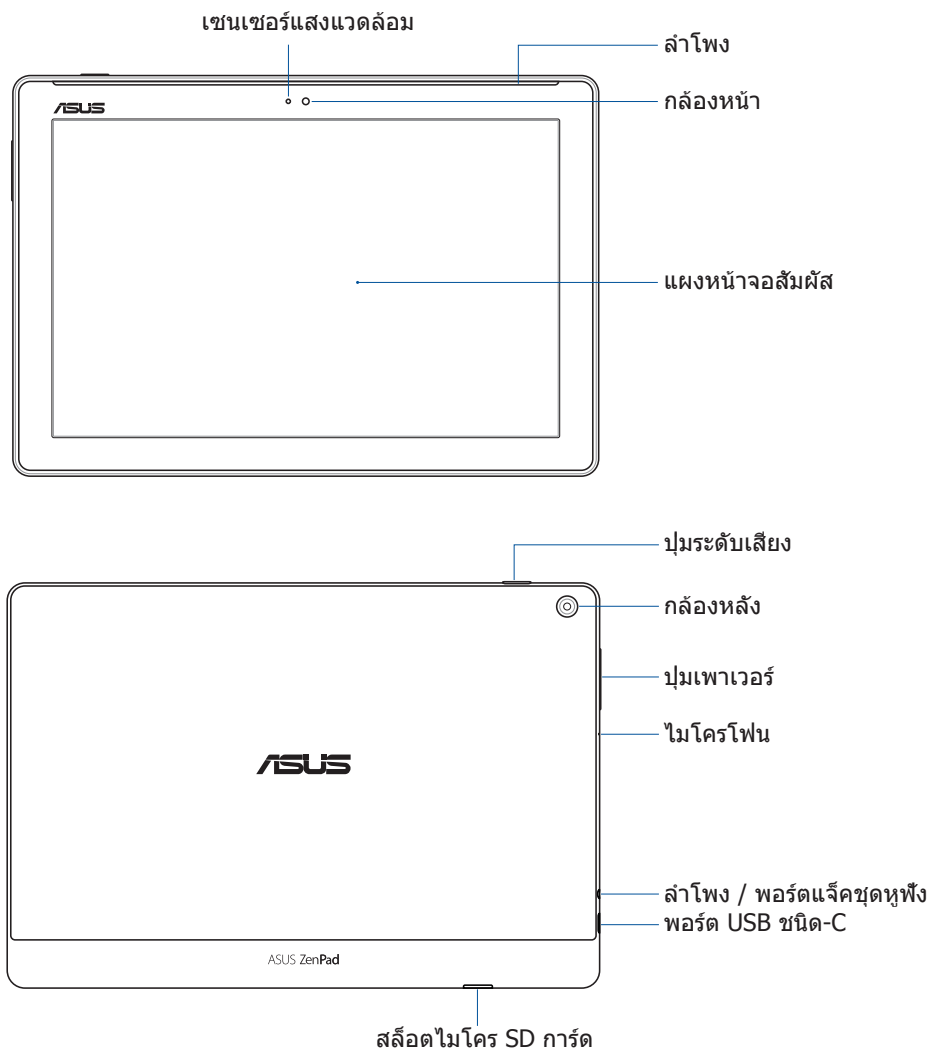 เซนเซอร์แสงแวดล้อม
ลำโพง
กล้องหน้า
ASUS
แผงหน้าจอสัมผัส
ปุ่มระดับเสียง
กล้องหลัง
ปุ่มเพาเวอร์
ไมโครโฟน
ASUS
ลำโพง / พอร์ตแจ็คชุดหูฟัง
พอร์ต USB ชนิด-C
ASUS ZenPad
สล็อตไมโคร SD การ์ด